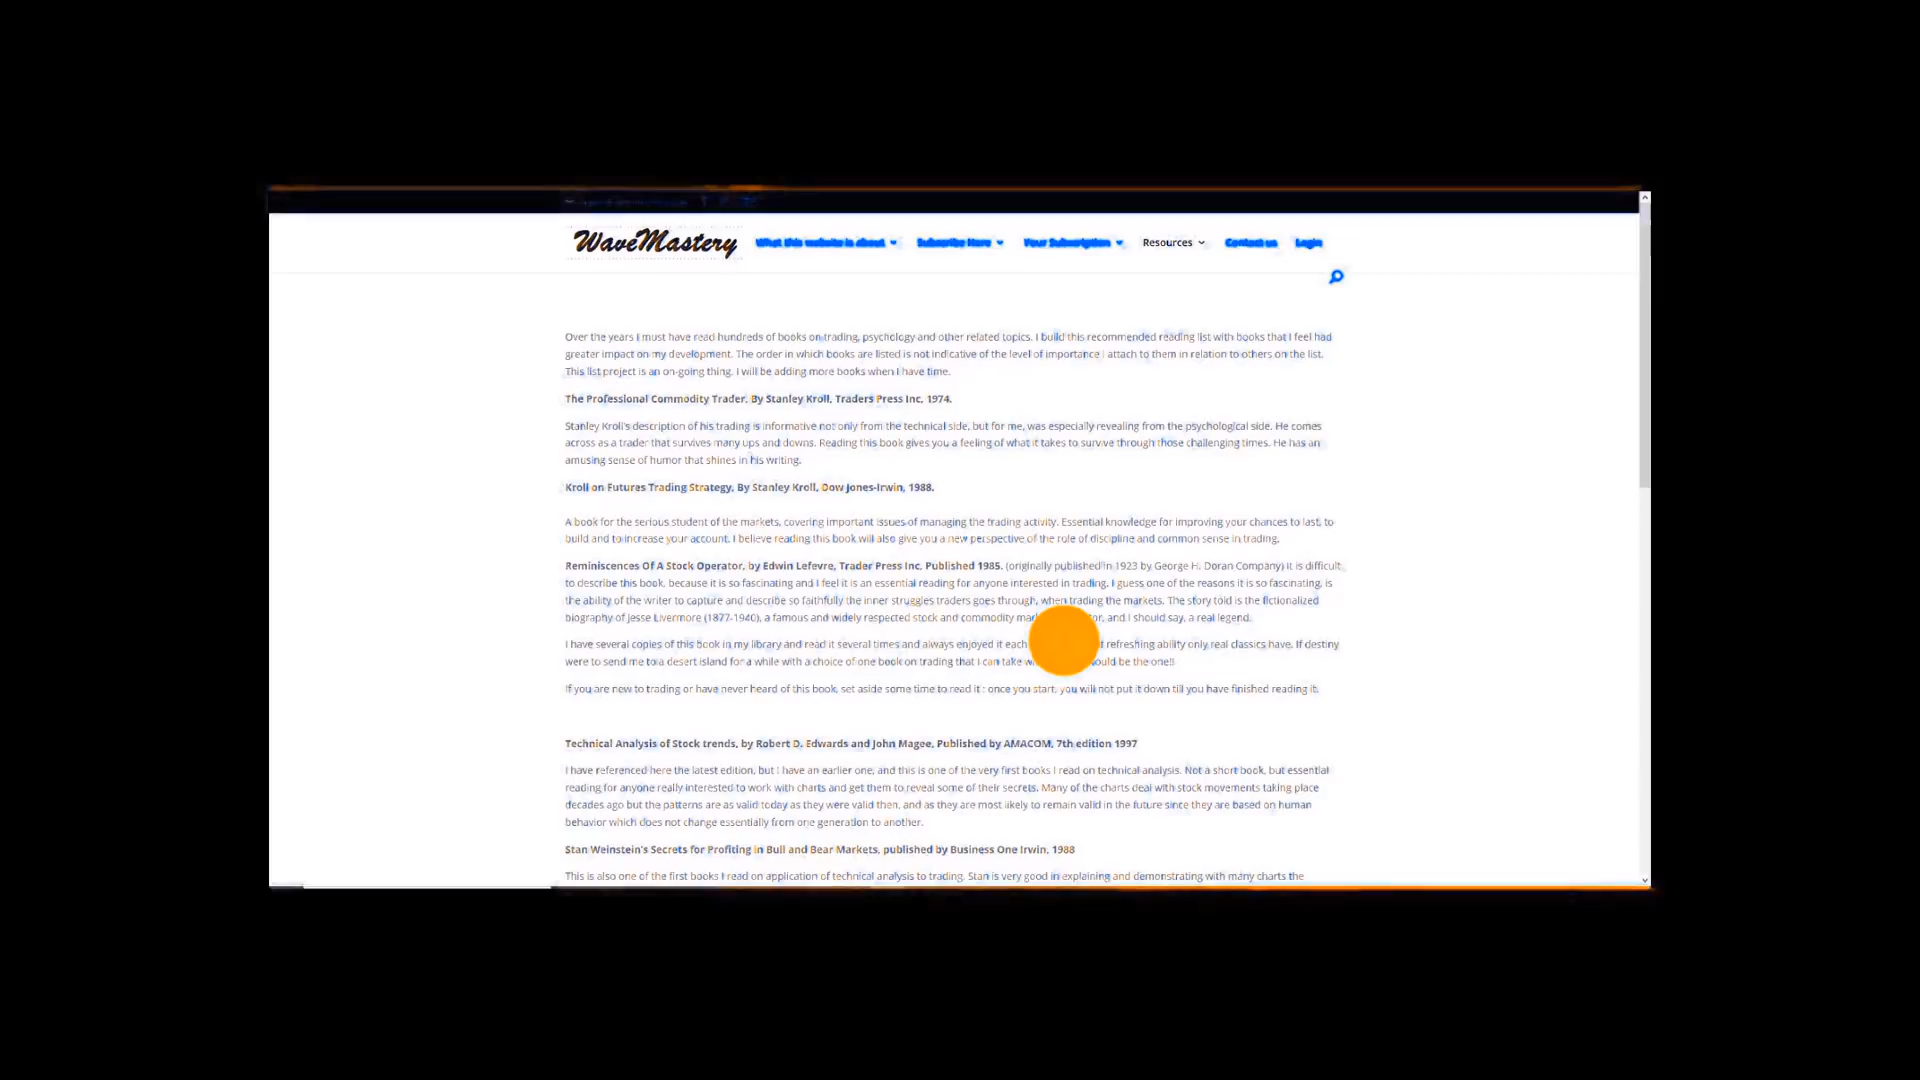 WaveMastery What this website is about Subscribe Here Your Subscription Resources Contact us Login
Over the years I must have read hundreds of books on trading, psychology and other related topics. I build this recommended reading list with books that I feel had
greater impact on my development. The order in which books are listed is not indicative of the level of importance I attach to them in relation to others on the list.
This list project is an on-going thing. I will be adding more books when I have time.
The Professional Commodity Trader, By Stanley Kroll, Traders Press Inc, 1974.
Stanley Kroll's description of his trading is informative not only from the technical side, but for me, was especially revealing from the psychological side. He comes
across as a trader that survives many ups and downs. Reading this book gives you a feeling of what it takes to survive through those challenging times. He has an
amusing sense of humor that shines in his writing.
Kroll on Futures Trading Strategy, By Stanley Kroll, Dow Jones-Irwin, 1988.
A book for the serious student of the markets, covering important issues of managing the trading activity. Essential knowledge for improving your chances to last, to
build and to increase your account. I believe reading this book will also give you a new perspective of the role of discipline and common sense in trading.
Reminiscences Of A Stock Operator, by Edwin Lefevre, Trader Press Inc, Published 1985. (originally published in 1923 by George H. Doran Company) It is difficult
to describe this book, because it is so fascinating and I feel it is an essential reading for anyone interested in trading. I guess one of the reasons it is so fascinating, is
the ability of the writer to capture and describe so faithfully the inner struggles traders goes through, when trading the markets. The story told is the fictionalized
biography of Jesse Livermore (1877-1940), a famous and widely respected stock and commodity and I should say, a real legend.
I have several copies of this book in my library and read it several times and always enjoyed it each refreshing ability only real classics have. If destiny
were to send me to a desert island for a while with a choice of one book on trading that I can take be the one!!
If you are new to trading or have never heard of this book, set aside some time to read it : once you start, you will not put it down till you have finished reading it.
Technical Analysis of Stock trends, by Robert D. Edwards and John Magee, Published by AMACOM, 7th edition 1997
I have referenced here the latest edition, but I have an earlier one, and this is one of the very first books I read on technical analysis. Not a short book, but essential
reading for anyone really interested to work with charts and get them to reveal some of their secrets. Many of the charts deal with stock movements taking place
decades ago but the patterns are as valid today as they were valid then, and as they are most likely to remain valid in the future since they are based on human
behavior which does not change essentially from one generation to another.
Stan Weinstein's Secrets for Profiting in Bull and Bear Markets, published by Business One Irwin, 1988
This is also one of the first books I read on application of technical analysis to trading. Stan is very good in explaining and demonstrating with many charts the